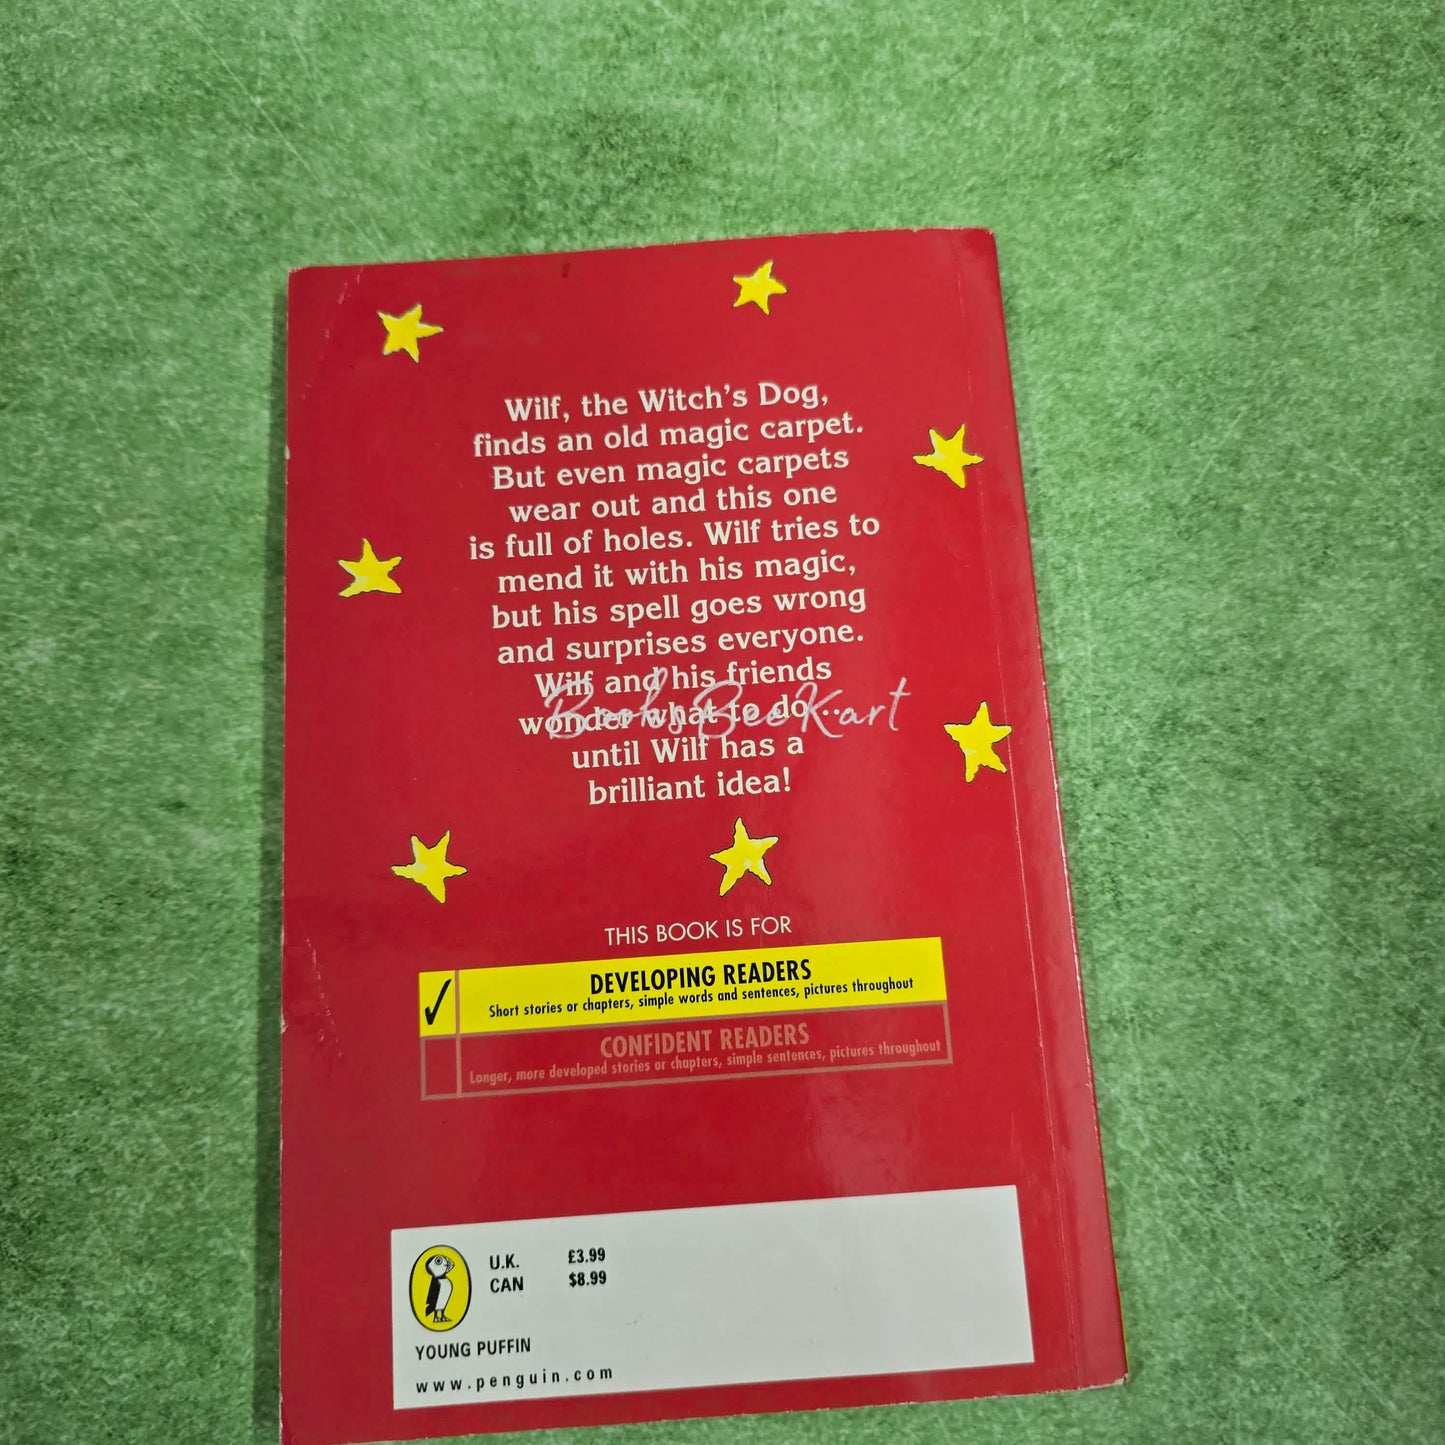 Wilf, the Witch's Dog,
finds an old magic carpet.
But even magic carpets
wear out and this one
is full of holes. Wilf tries to
mend it with his magic,
but his spell goes wrong
and surprises everyone.
Wilf and his friends
wonder what to do...
BooksBeeKart
until Wilf has a
brilliant idea!
THIS BOOK IS FOR
✓ DEVELOPING READERS
Short stories or chapters, simple words and sentences, pictures throughout
CONFIDENT READERS
Longer, more developed stories or chapters, simple sentences, pictures throughout
U.K. £3.99
CAN $8.99
YOUNG PUFFIN
www.penguin.com